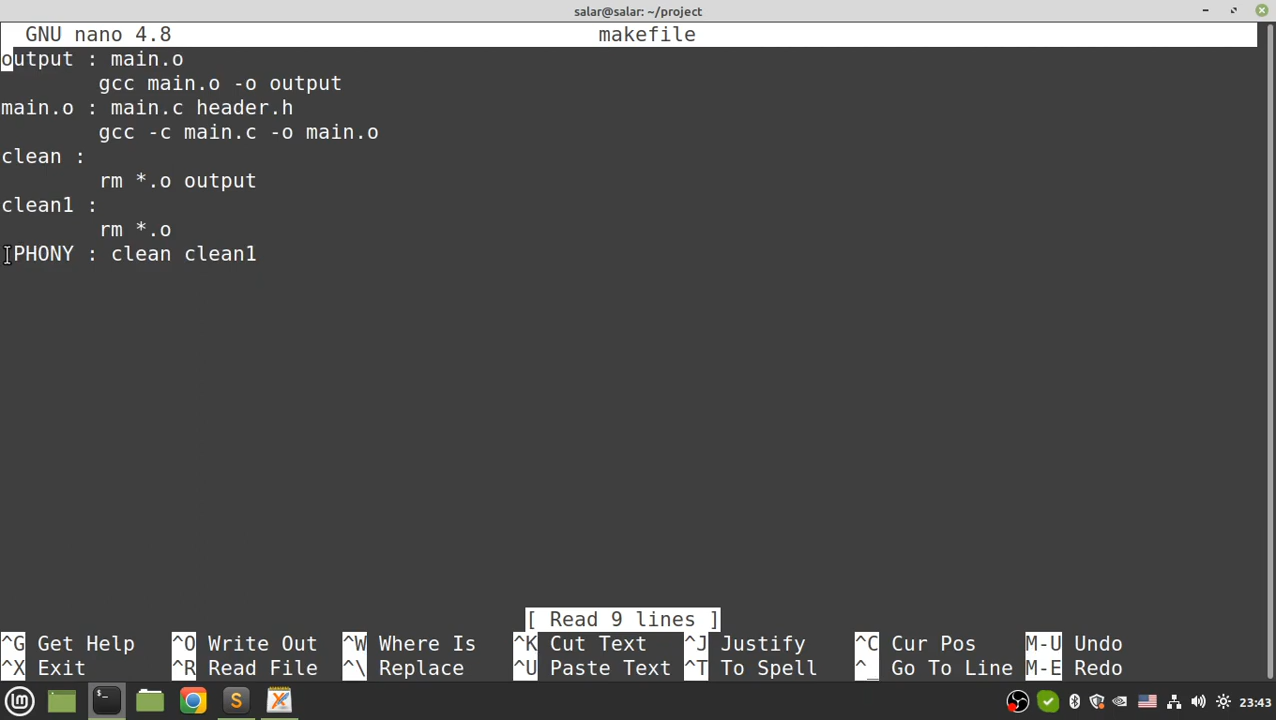 salar@salar: ~/project
GNU nano 4.8 makefile
output : main.o
gcc main.o -o output
main.o : main.c header.h
gcc -c main.c -o main.o
clean :
rm *.o output
clean1 :
rm *.o
PHONY : clean clean1
[ Read 9 lines ]
^G Get Help ^O Write Out ^W Where Is ^K Cut Text ^J Justify ^C Cur Pos M-U Undo
^X Exit ^R Read File ^\ Replace ^U Paste Text ^T To Spell ^_ Go To Line M-E Redo
23:43